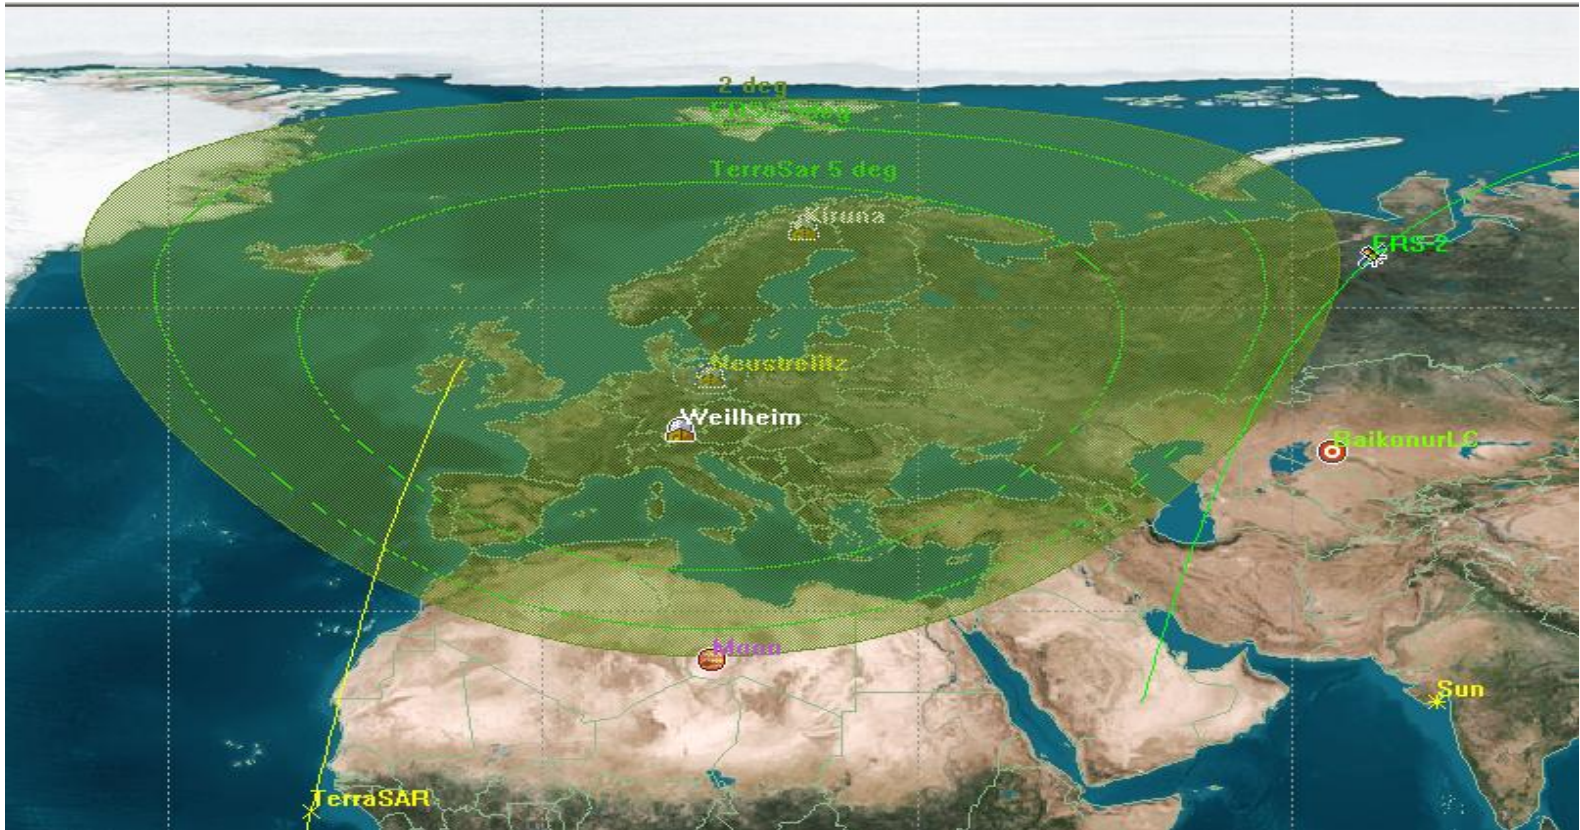 2 deg
TerraSar 5 deg
Kiruna
ERS-2
Neustrelitz
Weilheim
BaikonurLC
Moon
Sun
TerraSAR